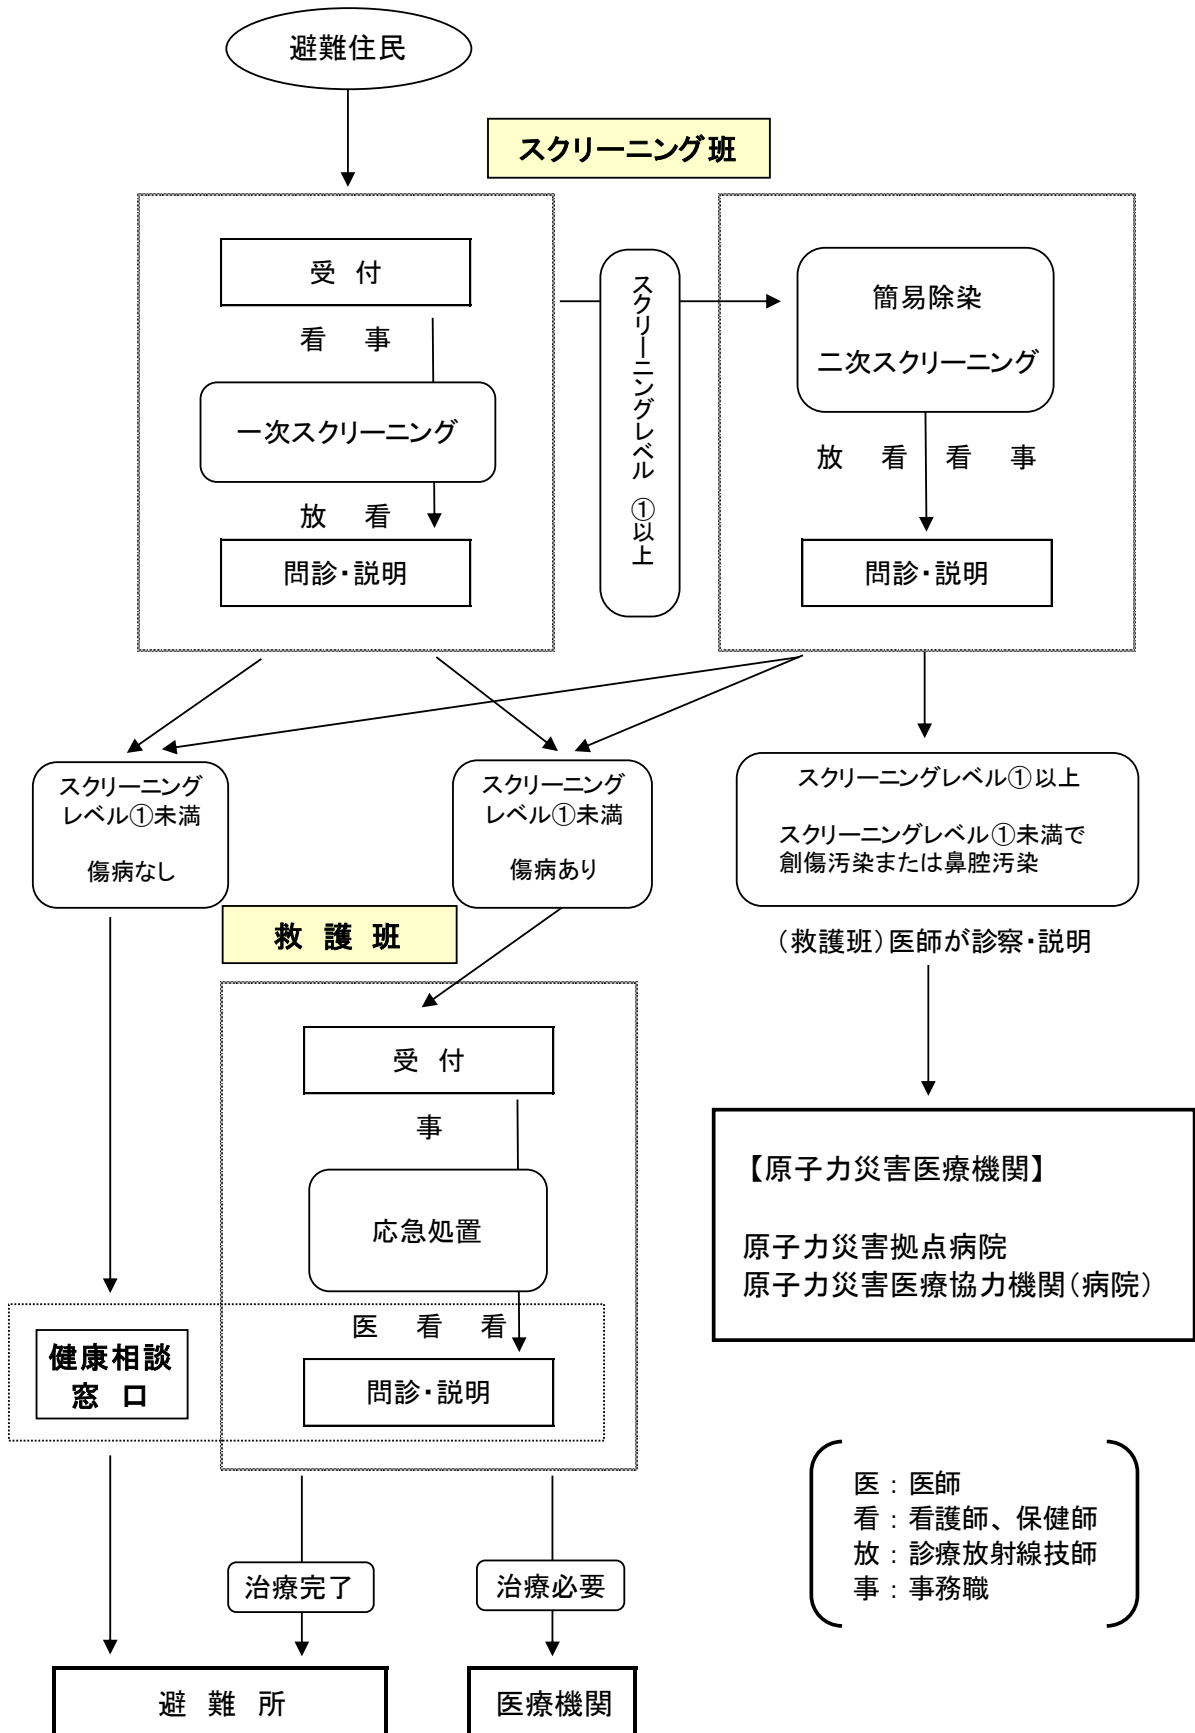 避難住民
スクリーニング班
受 付
看 事
一次スクリーニング
放 看
問診・説明
スクリーニングレベル ①以上
簡易除染
二次スクリーニング
放 看 看 事
問診・説明
スクリーニング
レベル①未満
傷病なし
スクリーニング
レベル①未満
傷病あり
スクリーニングレベル①以上
スクリーニングレベル①未満で
創傷汚染または鼻腔汚染
(救護班)医師が診察・説明
救 護 班
受 付
事
応急処置
医 看 看
問診・説明
健康相談
窓 口
【原子力災害医療機関】
原子力災害拠点病院
原子力災害医療協力機関(病院)
医：医師
看：看護師、保健師
放：診療放射線技師
事：事務職
治療完了
治療必要
避 難 所
医療機関